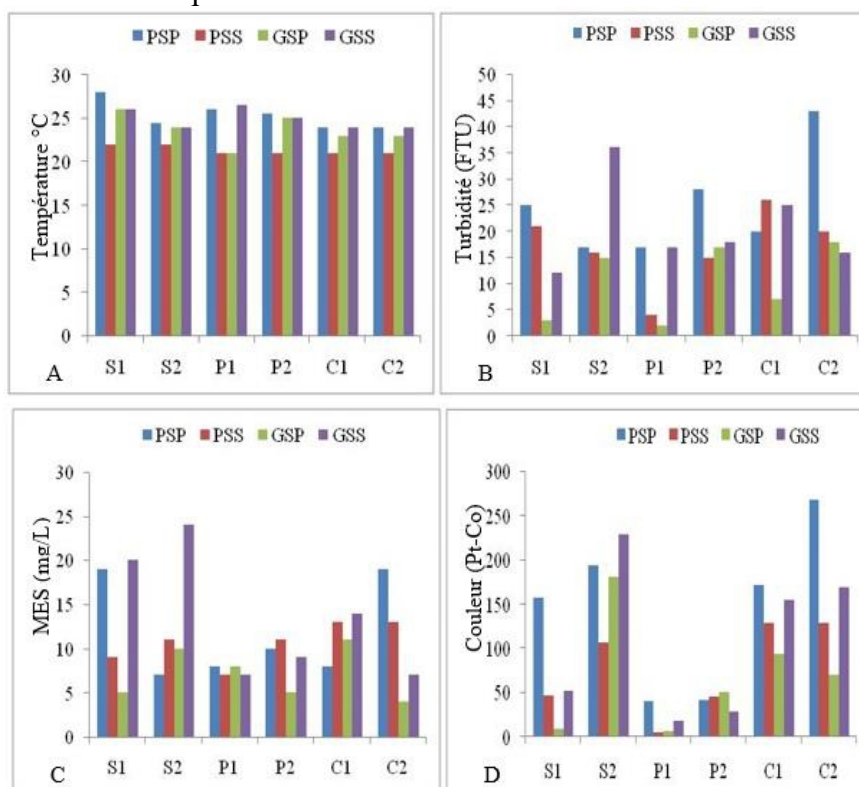 PSP PSS GSP GSS
Température °C
30
25
20
15
10
5
0
S1 S2 P1 P2 C1 C2
A
PSP PSS GSP GSS
Turbidité (FTU)
50
45
40
35
30
25
20
15
10
5
0
S1 S2 P1 P2 C1 C2
B
PSP PSS GSP GSS
MES (mg/L)
30
25
20
15
10
5
0
S1 S2 P1 P2 C1 C2
C
PSP PSS GSP GSS
Couleur (Pt-Co)
300
250
200
150
100
50
0
S1 S2 P1 P2 C1 C2
D